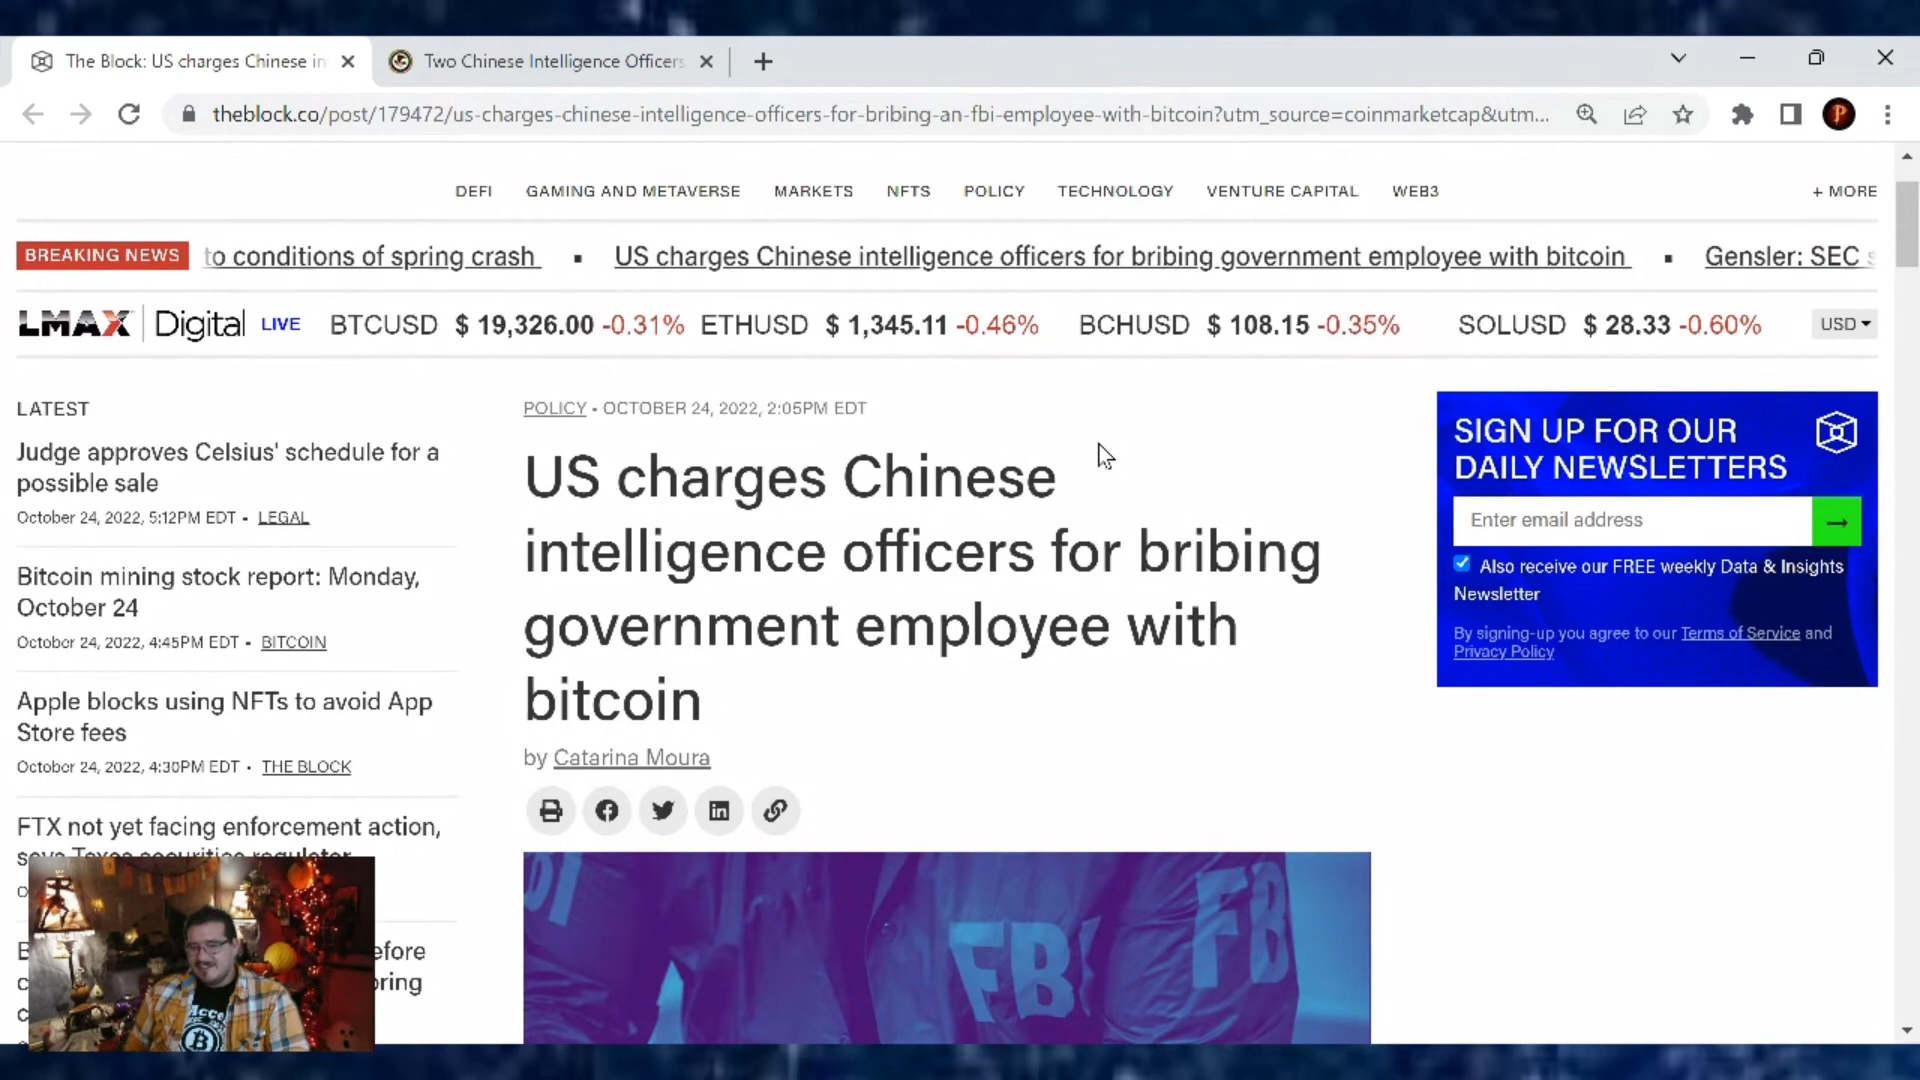 The Block: US charges Chinese in
Two Chinese Intelligence Officers
theblock.co/post/179472/us-charges-chinese-intelligence-officers-for-bribing-an-fbi-employee-with-bitcoin?utm_source=coinmarketcap&utm...
P
DEFI GAMING AND METAVERSE MARKETS NFTS POLICY TECHNOLOGY VENTURE CAPITAL WEB3 + MORE
BREAKING NEWS to conditions of spring crash ▪ US charges Chinese intelligence officers for bribing government employee with bitcoin ▪ Gensler: SEC
LMAX Digital LIVE BTCUSD $ 19,326.00 -0.31% ETHUSD $ 1,345.11 -0.46% BCHUSD $ 108.15 -0.35% SOLUSD $ 28.33 -0.60% USD
LATEST
Judge approves Celsius' schedule for a
possible sale
October 24, 2022, 5:12PM EDT • LEGAL
Bitcoin mining stock report: Monday,
October 24
October 24, 2022, 4:45PM EDT • BITCOIN
Apple blocks using NFTs to avoid App
Store fees
October 24, 2022, 4:30PM EDT • THE BLOCK
FTX not yet facing enforcement action,
says Texas securities regulator
efore
pring
POLICY • OCTOBER 24, 2022, 2:05PM EDT
US charges Chinese
intelligence officers for bribing
government employee with
bitcoin
by Catarina Moura
FBI
FB
SIGN UP FOR OUR
DAILY NEWSLETTERS
Enter email address
Also receive our FREE weekly Data & Insights
Newsletter
By signing-up you agree to our Terms of Service and
Privacy Policy